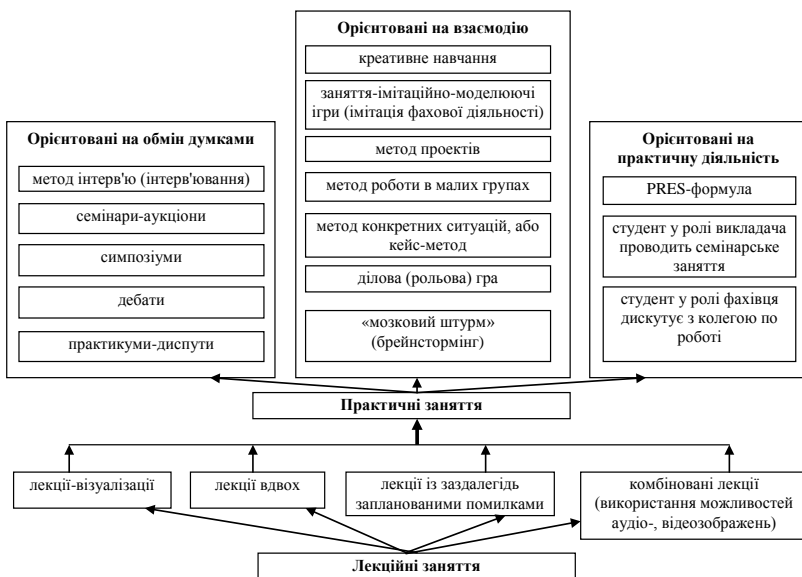 Орієнтовані на взаємодію
креативне навчання
заняття-імітаційно-моделюючі
ігри (імітація фахової діяльності)
метод проектів
метод роботи в малих групах
метод конкретних ситуацій, або
кейс-метод
ділова (рольова) гра
«мозковий штурм»
(брейнстормінг)
Орієнтовані на обмін думками
метод інтерв'ю (інтерв'ювання)
семінари-аукціони
симпозіуми
дебати
практикуми-диспути
Орієнтовані на
практичну діяльність
PRES-формула
студент у ролі викладача
проводить семінарське
заняття
студент у ролі фахівця
дискутує з колегою по
роботі
Практичні заняття
лекції-візуалізації
лекції вдвох
лекції із заздалегідь
запланованими помилками
комбіновані лекції
(використання можливостей
аудіо-, відеозображень)
Лекційні заняття